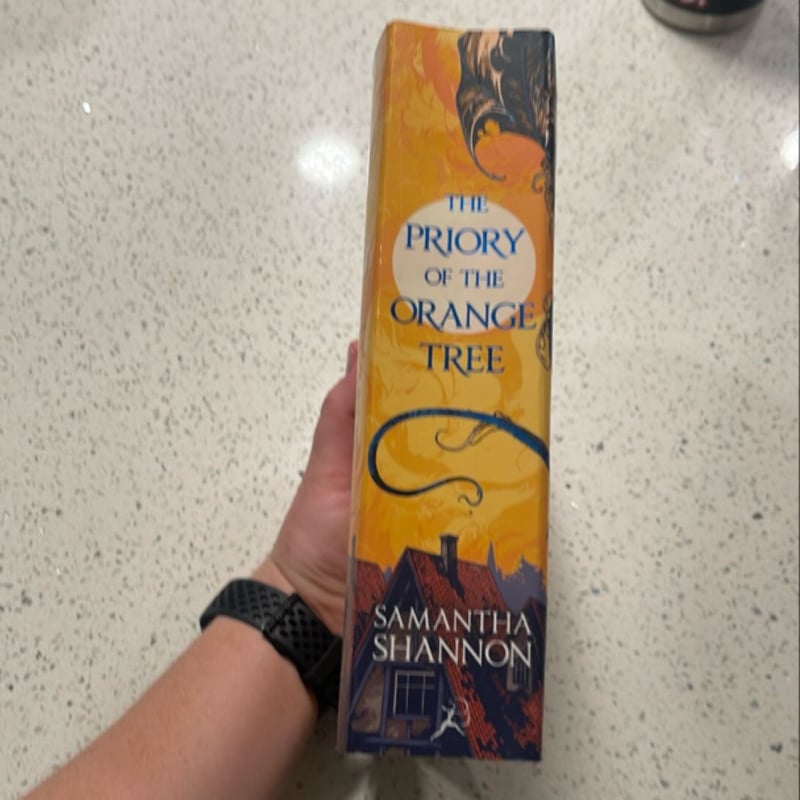 THE
PRIORY
OF THE
ORANGE
TREE
SAMANTHA
SHANNON